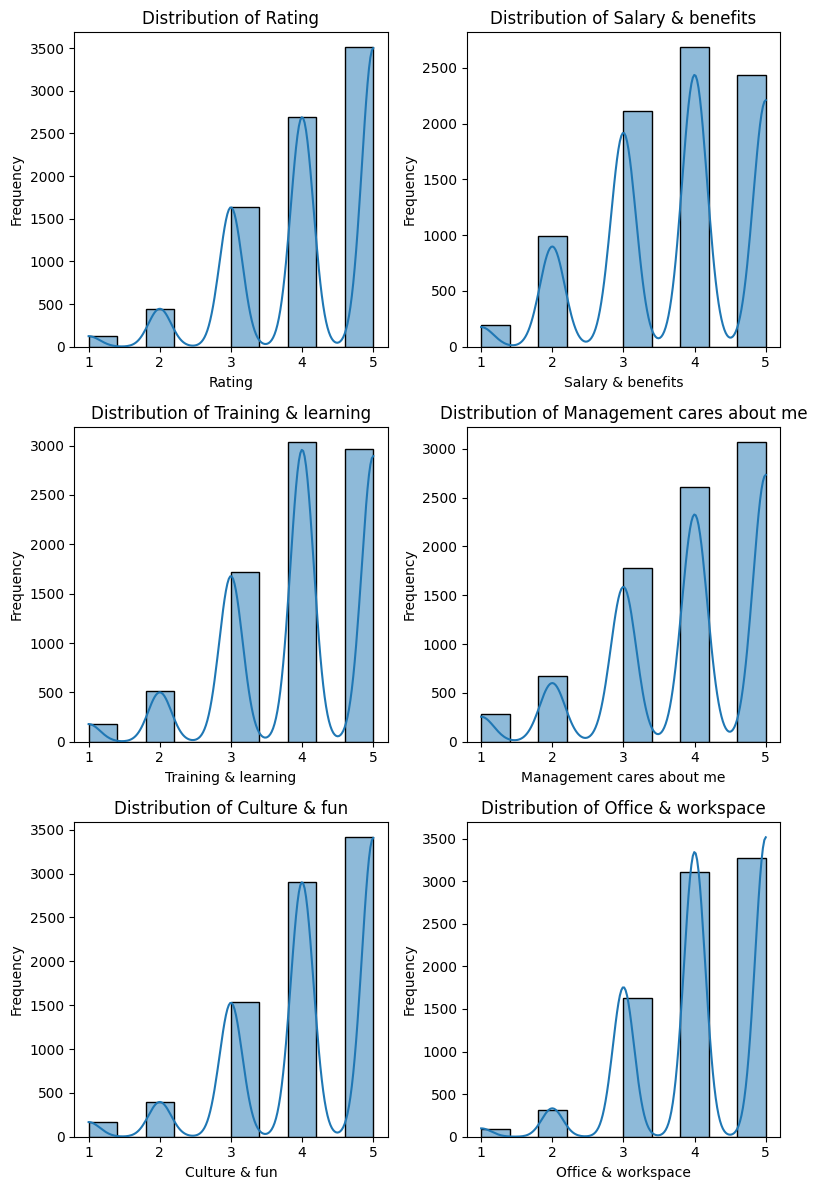 Distribution of Rating
Frequency
3500
3000
2500
2000
1500
1000
500
0
1 2 3 4 5
Rating
Distribution of Salary & benefits
Frequency
2500
2000
1500
1000
500
0
1 2 3 4 5
Salary & benefits
Distribution of Training & learning
Frequency
3000
2500
2000
1500
1000
500
0
1 2 3 4 5
Training & learning
Distribution of Management cares about me
Frequency
3000
2500
2000
1500
1000
500
0
1 2 3 4 5
Management cares about me
Distribution of Culture & fun
Frequency
3500
3000
2500
2000
1500
1000
500
0
1 2 3 4 5
Culture & fun
Distribution of Office & workspace
Frequency
3500
3000
2500
2000
1500
1000
500
0
1 2 3 4 5
Office & workspace